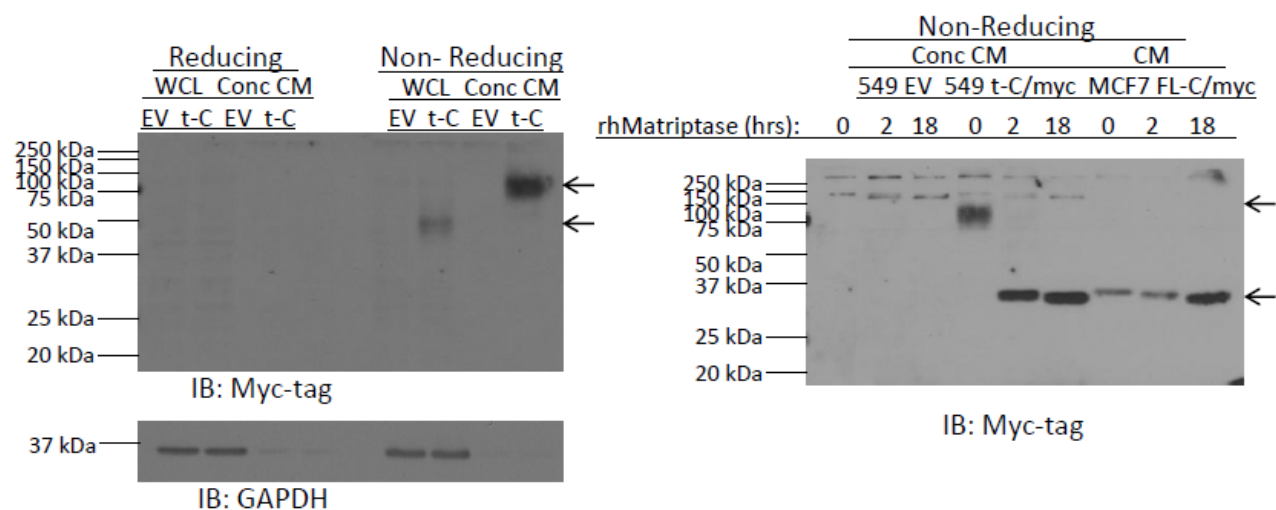 Reducing
Non- Reducing
WCL Conc CM
WCL Conc CM
EV t-C EV t-C
EV t-C EV t-C
250 kDa
150 kDa
100 kDa
75 kDa
50 kDa
37 kDa
25 kDa
20 kDa
IB: Myc-tag
37 kDa
IB: GAPDH
Non-Reducing
Conc CM
CM
549 EV 549 t-C/myc MCF7 FL-C/myc
rhMatriptase (hrs): 0 2 18 0 2 18 0 2 18
250 kDa
150 kDa
100 kDa
75 kDa
50 kDa
37 kDa
25 kDa
20 kDa
IB: Myc-tag